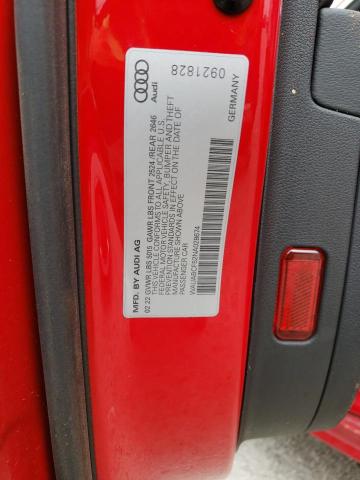 MFD. BY AUDI AG
02 22 GVWR LBS 5015 GAWR LBS FRONT 2524 /REAR 2646
THIS VEHICLE CONFORMS TO ALL APPLICABLE U.S.
FEDERAL MOTOR VEHICLE SAFETY, BUMPER AND THEFT
PREVENTION STANDARDS IN EFFECT ON THE DATE OF
MANUFACTURE SHOWN ABOVE
PASSENGER CAR
Audi
GERMANY
0921828